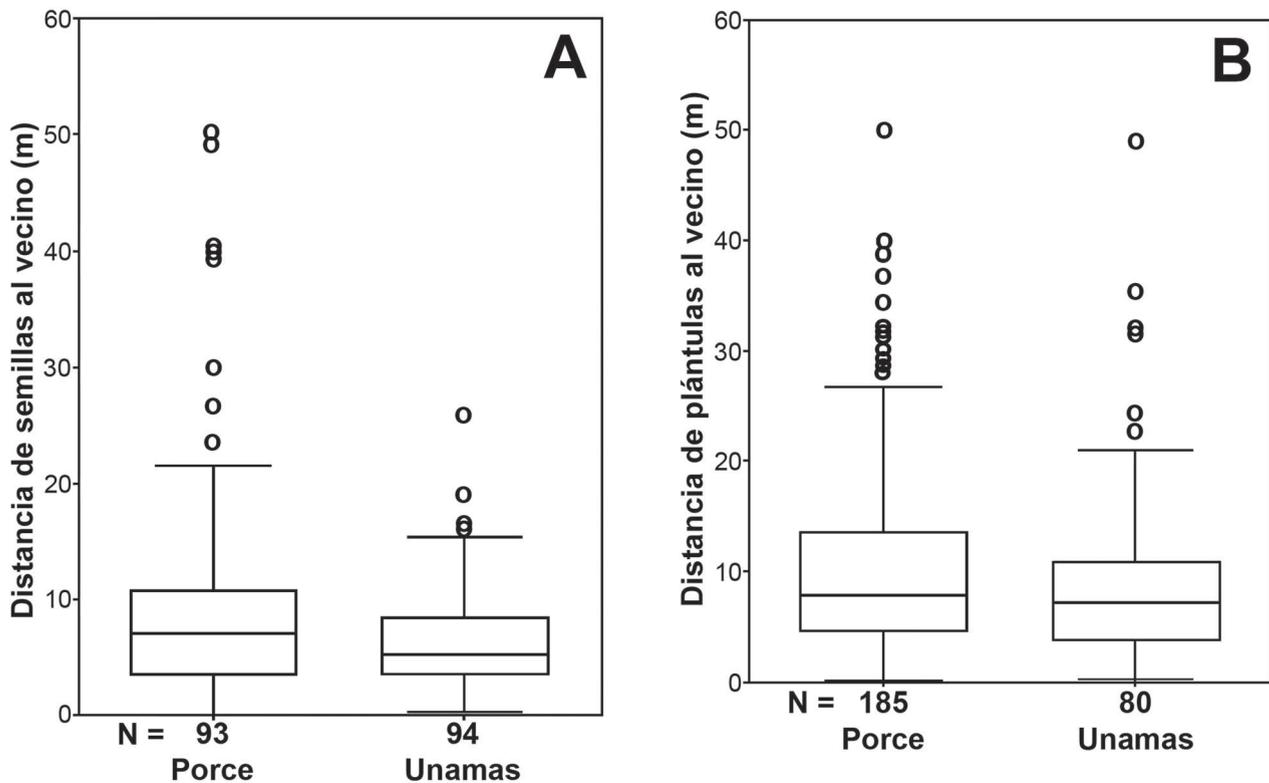 A
Distancia de semillas al vecino (m)
60
50
40
30
20
10
0
N = 93 94
Porce Unamas
B
Distancia de plántulas al vecino (m)
60
50
40
30
20
10
0
N = 185 80
Porce Unamas